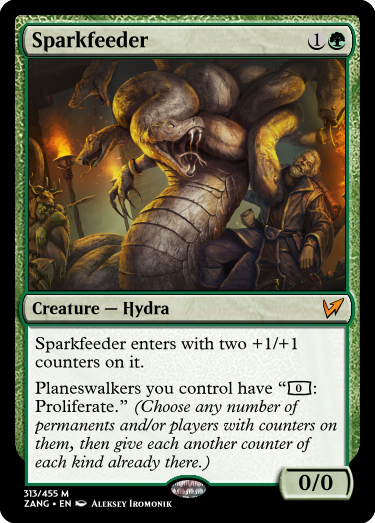 Sparkfeeder 1
Creature — Hydra
Sparkfeeder enters with two +1/+1
counters on it.
Planeswalkers you control have “0:
Proliferate.” (Choose any number of
permanents and/or players with counters on
them, then give each another counter of
each kind already there.)
0/0
313/455 M
ZANG • EN Aleksey Iromonik